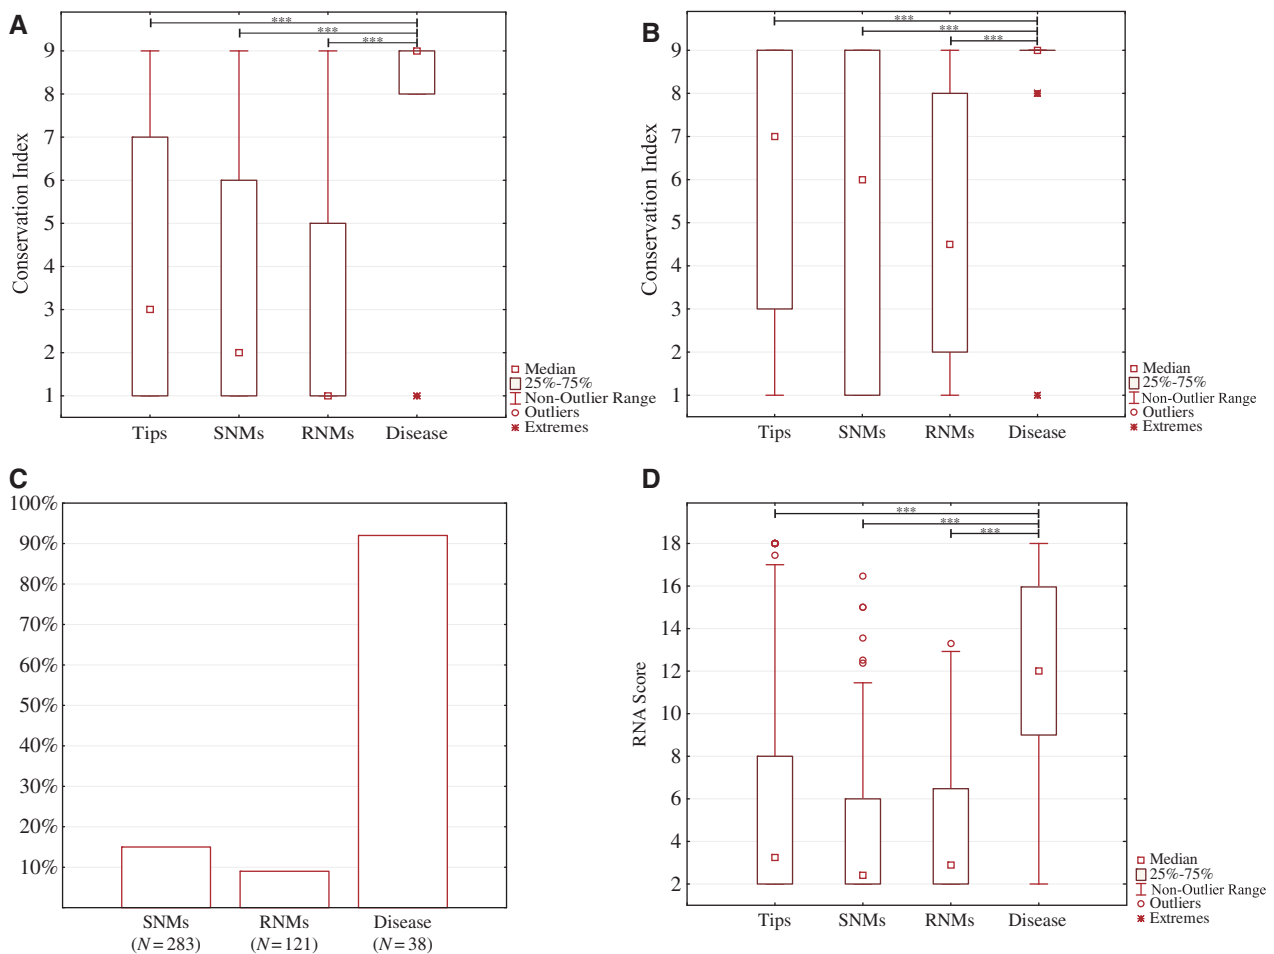 A
***
***
***
9
8
7
6
5
4
3
2
1
Conservation Index
Tips SNMs RNMs Disease
Median
25%-75%
Non-Outlier Range
Outliers
Extremes
B
***
***
***
9
8
7
6
5
4
3
2
1
Conservation Index
Tips SNMs RNMs Disease
Median
25%-75%
Non-Outlier Range
Outliers
Extremes
C
100%
90%
80%
70%
60%
50%
40%
30%
20%
10%
SNMs RNMs Disease
(N=283) (N=121) (N=38)
D
***
***
***
18
16
14
12
10
8
6
4
2
RNA Score
Tips SNMs RNMs Disease
Median
25%-75%
Non-Outlier Range
Outliers
Extremes